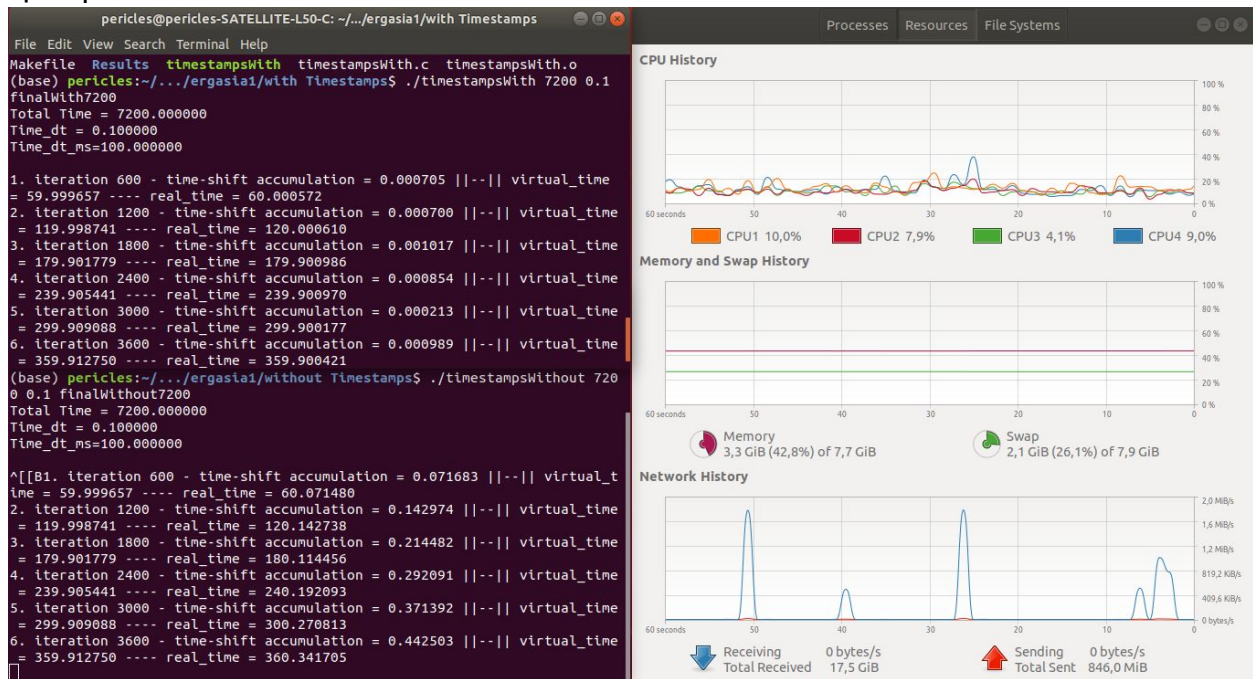 pericles@pericles-SATELLITE-L50-C: ~/.../ergasia1/with Timestamps
File Edit View Search Terminal Help
Makefile Results timestampsWith timestampsWith.c timestampsWith.o
(base) pericles:~/.../ergasia1/with Timestamps$ ./timestampsWith 7200 0.1
finalWith7200
Total Time = 7200.000000
Time_dt = 0.100000
Time_dt_ms=100.000000
1. iteration 600 - time-shift accumulation = 0.000705 ||--|| virtual_time
= 59.999657 ---- real_time = 60.000572
2. iteration 1200 - time-shift accumulation = 0.000700 ||--|| virtual_time
= 119.998741 ---- real_time = 120.000610
3. iteration 1800 - time-shift accumulation = 0.001017 ||--|| virtual_time
= 179.901779 ---- real_time = 179.900986
4. iteration 2400 - time-shift accumulation = 0.000854 ||--|| virtual_time
= 239.905441 ---- real_time = 239.900970
5. iteration 3000 - time-shift accumulation = 0.000213 ||--|| virtual_time
= 299.909088 ---- real_time = 299.900177
6. iteration 3600 - time-shift accumulation = 0.000989 ||--|| virtual_time
= 359.912750 ---- real_time = 359.900421
(base) pericles:~/.../ergasia1/without Timestamps$ ./timestampsWithout 720
0 0.1 finalWithout7200
Total Time = 7200.000000
Time_dt = 0.100000
Time_dt_ms=100.000000
^[[B1. iteration 600 - time-shift accumulation = 0.071683 ||--|| virtual_t
ime = 59.999657 ---- real_time = 60.071480
2. iteration 1200 - time-shift accumulation = 0.142974 ||--|| virtual_time
= 119.998741 ---- real_time = 120.142738
3. iteration 1800 - time-shift accumulation = 0.214482 ||--|| virtual_time
= 179.901779 ---- real_time = 180.114456
4. iteration 2400 - time-shift accumulation = 0.292091 ||--|| virtual_time
= 239.905441 ---- real_time = 240.192093
5. iteration 3000 - time-shift accumulation = 0.371392 ||--|| virtual_time
= 299.909088 ---- real_time = 300.270813
6. iteration 3600 - time-shift accumulation = 0.442503 ||--|| virtual_time
= 359.912750 ---- real_time = 360.341705
Processes Resources File Systems
CPU History
100 %
80 %
60 %
40 %
20 %
0 %
60 seconds 50 40 30 20 10 0
CPU1 10,0% CPU2 7,9% CPU3 4,1% CPU4 9,0%
Memory and Swap History
100 %
80 %
60 %
40 %
20 %
0 %
60 seconds 50 40 30 20 10 0
Memory
3,3 GiB (42,8%) of 7,7 GiB
Swap
2,1 GiB (26,1%) of 7,9 GiB
Network History
2,0 MiB/s
1,6 MiB/s
1,2 MiB/s
819,2 KiB/s
409,6 KiB/s
0 bytes/s
60 seconds 50 40 30 20 10 0
Receiving 0 bytes/s
Total Received 17,5 GiB
Sending 0 bytes/s
Total Sent 846,0 MiB